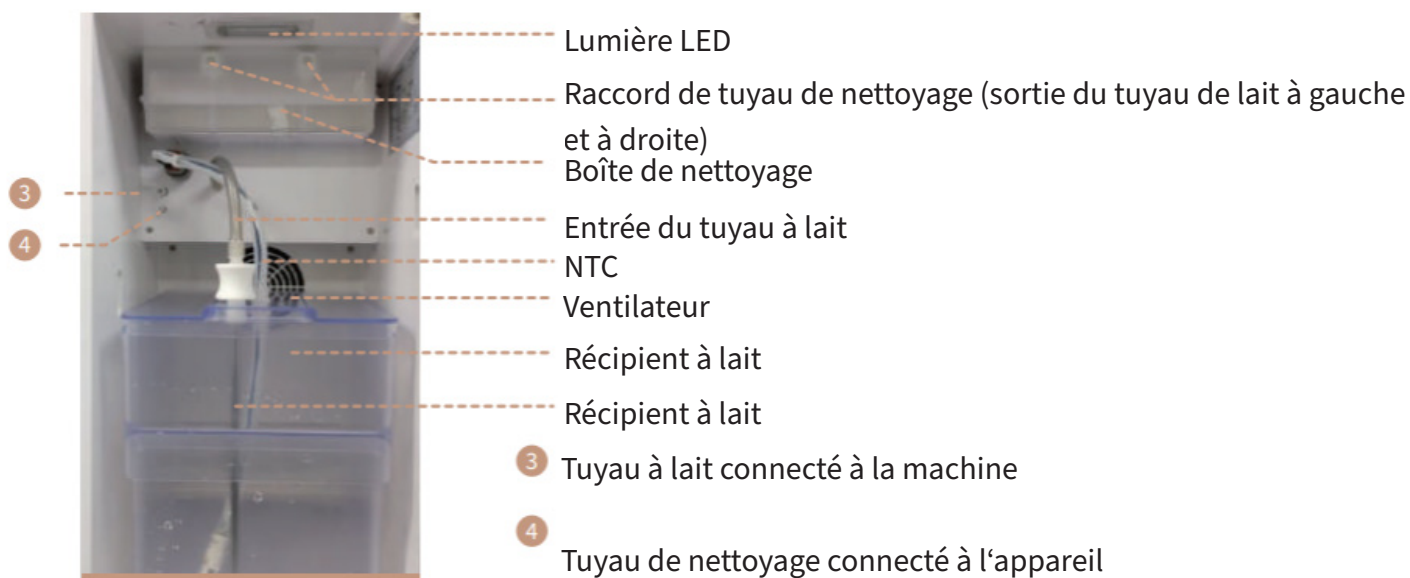 Lumière LED
Raccord de tuyau de nettoyage (sortie du tuyau de lait à gauche
et à droite)
Boîte de nettoyage
3
4
Entrée du tuyau à lait
NTC
Ventilateur
Récipient à lait
Récipient à lait
3 Tuyau à lait connecté à la machine
4
Tuyau de nettoyage connecté à l‘appareil